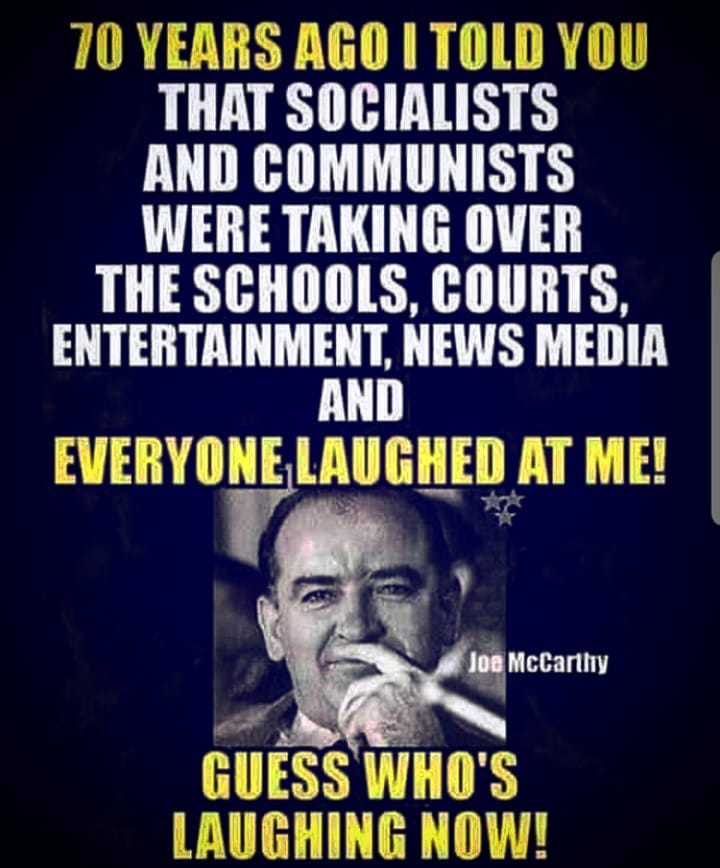 70 YEARS AGO I TOLD YOU
THAT SOCIALISTS
AND COMMUNISTS
WERE TAKING OVER
THE SCHOOLS, COURTS,
ENTERTAINMENT, NEWS MEDIA
AND
EVERYONE LAUGHED AT ME!
Joe McCarthy
GUESS WHO'S
LAUGHING NOW!